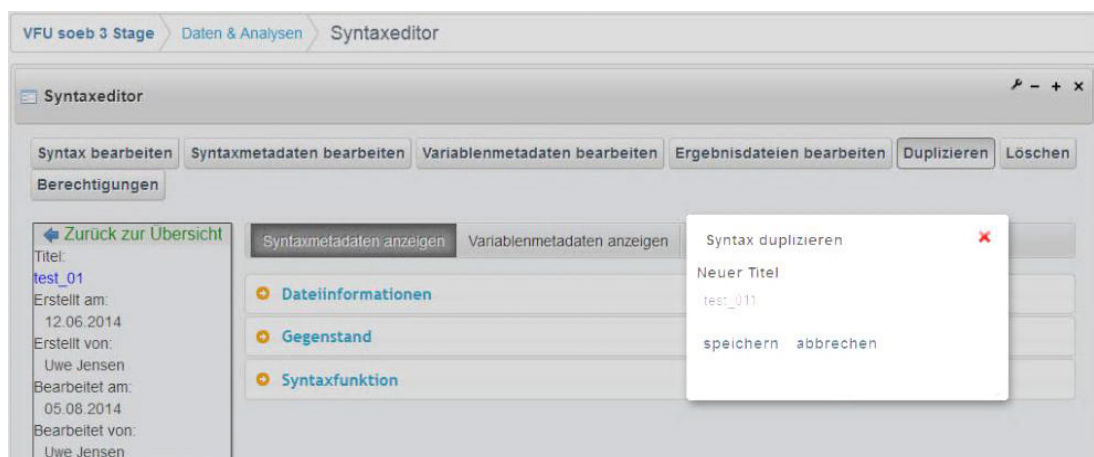 VFU soeb 3 Stage Daten & Analysen Syntaxeditor
Syntaxeditor
Syntax bearbeiten Syntaxmetadaten bearbeiten Variablenmetadaten bearbeiten Ergebnisdateien bearbeiten Duplizieren Löschen
Berechtigungen
Zurück zur Übersicht
Titel:
test_01
Erstellt am:
12.06.2014
Erstellt von:
Uwe Jensen
Bearbeitet am:
05.08.2014
Bearbeitet von:
Uwe Jensen
Syntaxmetadaten anzeigen Variablenmetadaten anzeigen
Dateiinformationen
Gegenstand
Syntaxfunktion
Syntax duplizieren
Neuer Titel
test_011
speichern abbrechen